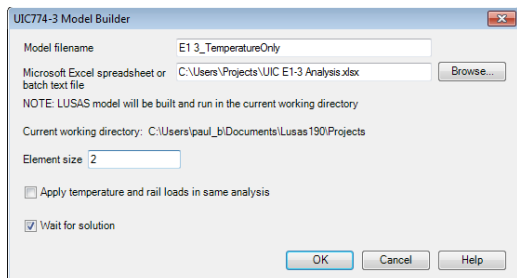 UIC774-3 Model Builder
Model filename
E1 3_TemperatureOnly
Microsoft Excel spreadsheet or
batch text file
C:\Users\Projects\UIC E1-3 Analysis.xlsx
Browse...
NOTE: LUSAS model will be built and run in the current working directory
Current working directory: C:\Users\paul_b\Documents\Lusas190\Projects
Element size 2
Apply temperature and rail loads in same analysis
Wait for solution
OK Cancel Help